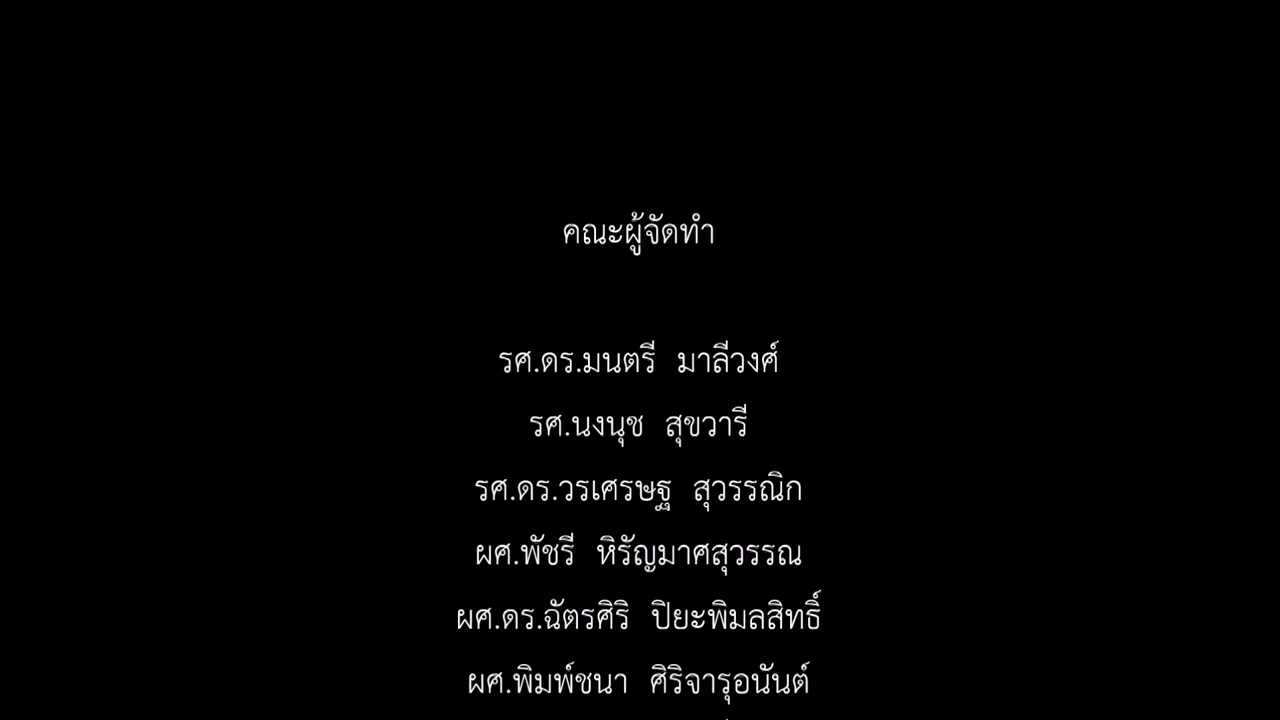 คณะผู้จัดทำ
รศ.ดร.มนตรี มาลีวงศ์
รศ.นงนุช สุขวารี
รศ.ดร.วรเศรษฐ สุวรรณิก
ผศ.พัชรี หิรัญมาศสุวรรณ
ผศ.ดร.ฉัตรศิริ ปิยะพิมลสิทธิ์
ผศ.พิมพ์ชนา ศิริจารุอนันต์